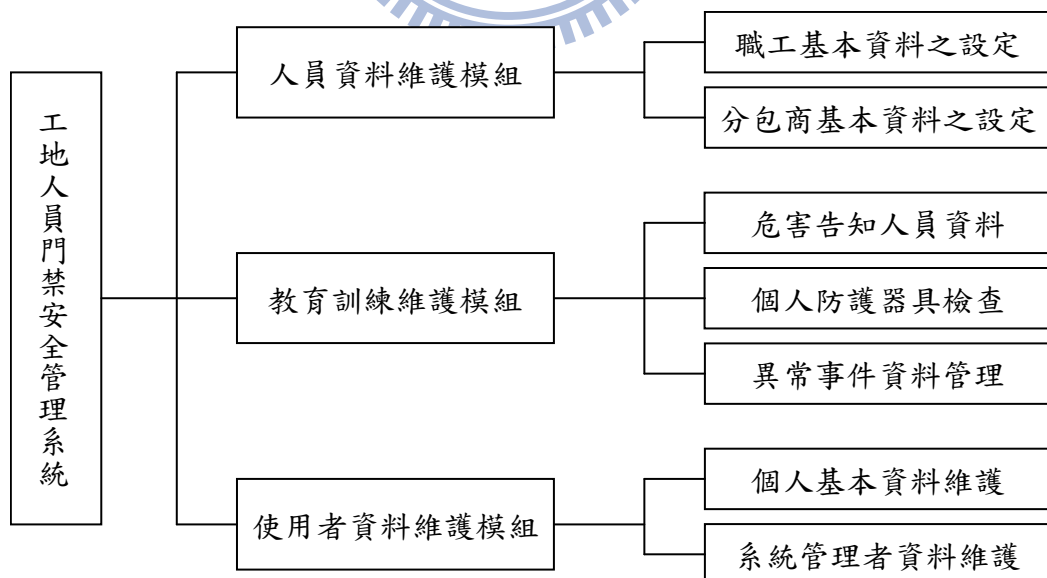 工地人員門禁安全管理系統
人員資料維護模組
職工基本資料之設定
分包商基本資料之設定
教育訓練維護模組
危害告知人員資料
個人防護器具檢查
異常事件資料管理
使用者資料維護模組
個人基本資料維護
系統管理者資料維護